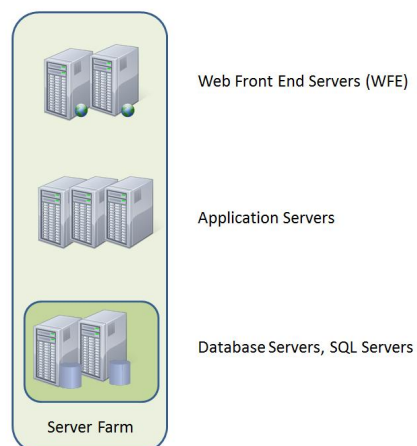 Web Front End Servers (WFE)
Application Servers
Database Servers, SQL Servers
Server Farm